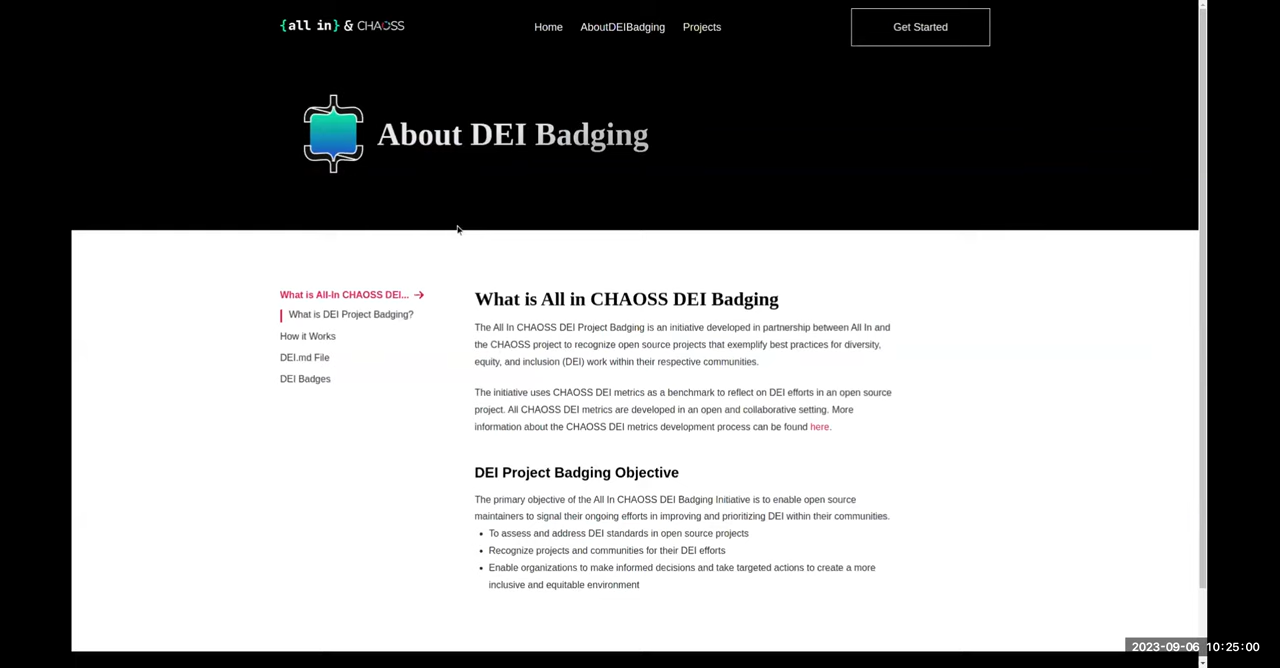 {all in} & CHAOSS
Home AboutDEIBadging Projects
Get Started
About DEI Badging
What is All-In CHAOSS DEI...
What is DEI Project Badging?
How it Works
DEI.md File
DEI Badges
What is All in CHAOSS DEI Badging
The All In CHAOSS DEI Project Badging is an initiative developed in partnership between All In and
the CHAOSS project to recognize open source projects that exemplify best practices for diversity,
equity, and inclusion (DEI) work within their respective communities.
The initiative uses CHAOSS DEI metrics as a benchmark to reflect on DEI efforts in an open source
project. All CHAOSS DEI metrics are developed in an open and collaborative setting. More
information about the CHAOSS DEI metrics development process can be found here.
DEI Project Badging Objective
The primary objective of the All In CHAOSS DEI Badging Initiative is to enable open source
maintainers to signal their ongoing efforts in improving and prioritizing DEI within their communities.
• To assess and address DEI standards in open source projects
• Recognize projects and communities for their DEI efforts
• Enable organizations to make informed decisions and take targeted actions to create a more
inclusive and equitable environment
2023-09-06 10:25:00